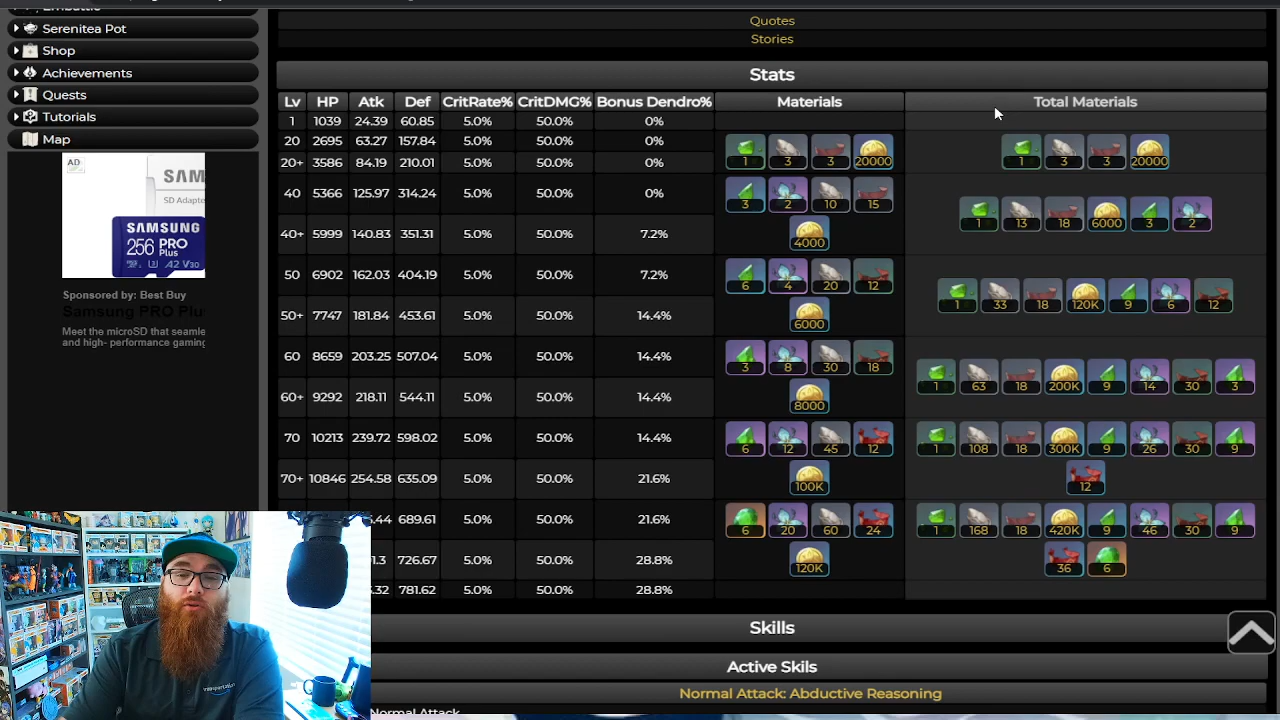 Serenitea Pot
Shop
Achievements
Quests
Tutorials
Map
AD
SAM
SD Adapte
SAMSUNG
256 PRO
Plus
Sponsored by: Best Buy
Samsung PRO Plu
Meet the microSD that seamle
and high- performance gaming
Quotes
Stories
Stats
Lv HP Atk Def CritRate% CritDMG% Bonus Dendro% Materials Total Materials
1 1039 24.39 60.85 5.0% 50.0% 0%
20 2695 63.27 157.84 5.0% 50.0% 0% 1 3 3 20000 1 3 3 20000
20+ 3586 84.19 210.01 5.0% 50.0% 0%
40 5366 125.97 314.24 5.0% 50.0% 0% 3 2 10 15 1 13 18 6000 3 2
40+ 5999 140.83 351.31 5.0% 50.0% 7.2% 4000
50 6902 162.03 404.19 5.0% 50.0% 7.2% 6 4 20 12 1 33 18 120K 9 6 12
50+ 7747 181.84 453.61 5.0% 50.0% 14.4% 6000
60 8659 203.25 507.04 5.0% 50.0% 14.4% 3 8 30 18 1 63 18 200K 9 14 30 3
60+ 9292 218.11 544.11 5.0% 50.0% 14.4% 8000
70 10213 239.72 598.02 5.0% 50.0% 14.4% 6 12 45 12 1 108 18 300K 9 26 30 9
70+ 10846 254.58 635.09 5.0% 50.0% 21.6% 100K 12
.44 689.61 5.0% 50.0% 21.6% 6 20 60 24 1 168 18 420K 9 46 30 9
1.3 726.67 5.0% 50.0% 28.8% 120K 36 6
.32 781.62 5.0% 50.0% 28.8%
Skills
Active Skils
Normal Attack: Abductive Reasoning
Normal Attack